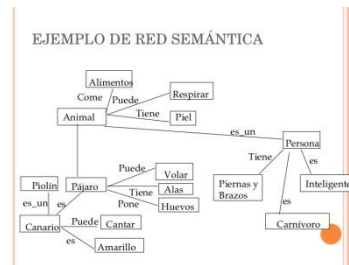 EJEMPLO DE RED SEMÁNTICA
Alimentos
Come Puede
Respirar
Animal
Tiene
Piel
es_un
Persona
Tiene
es
Piernas y
Brazos
Inteligente
es
Carnívoro
Puede
Volar
Piolín
Pájaro
Tiene
Alas
Pone
Huevos
es_un
es
Canario
Puede
Cantar
es
Amarillo